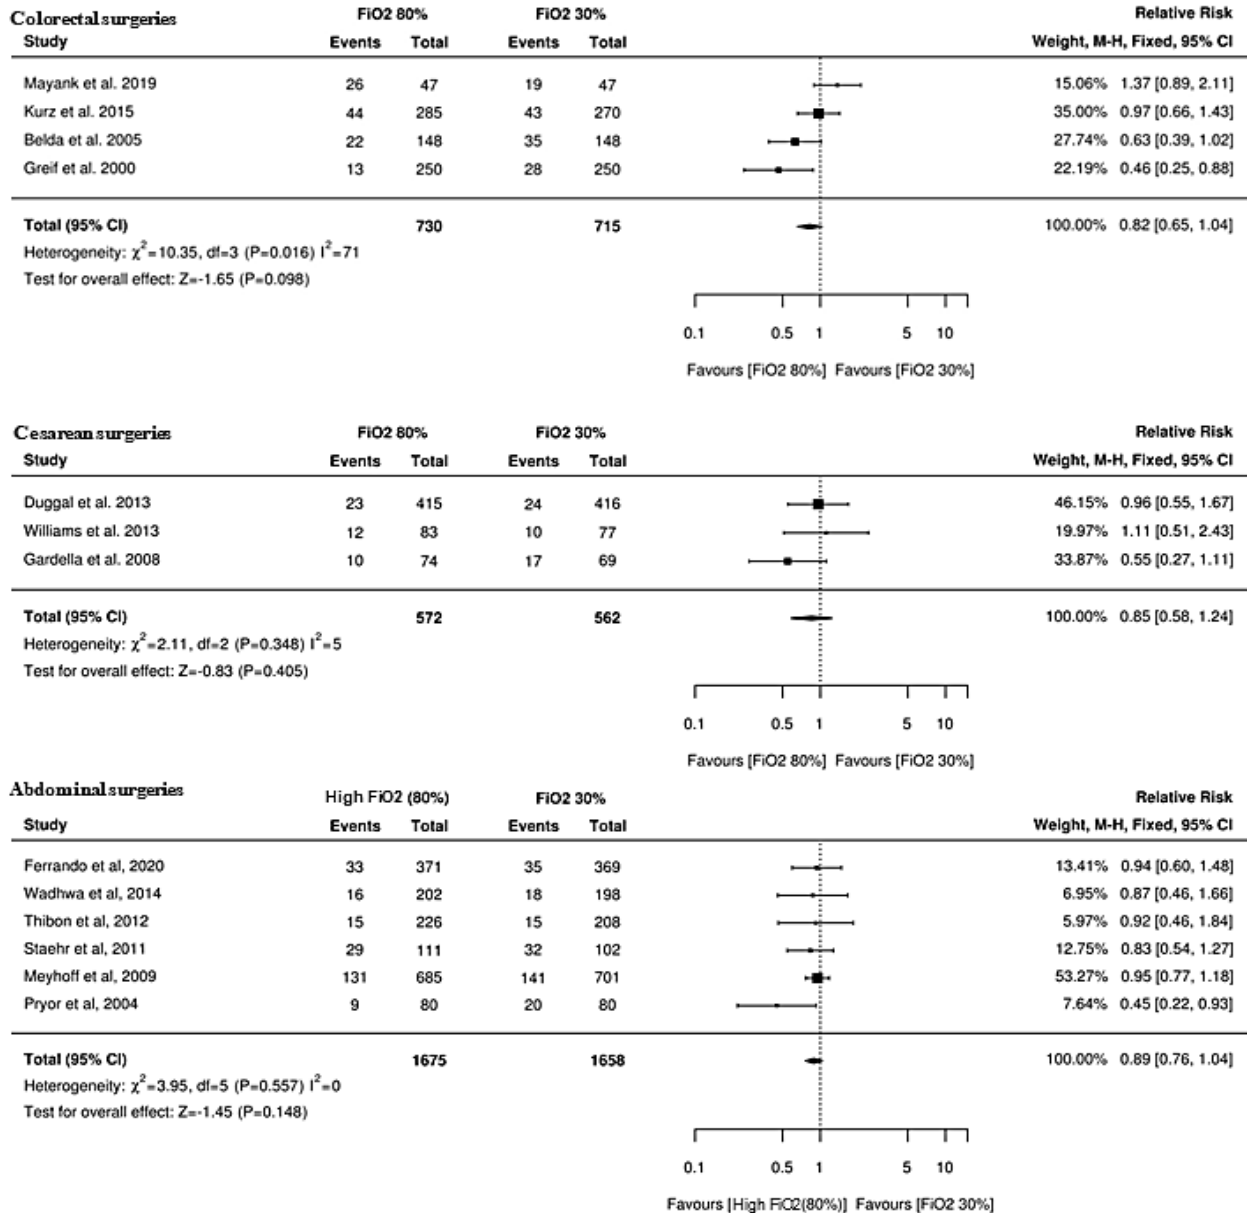 Colorectal surgeries FiO2 80% FiO2 30% Relative Risk
Study Events Total Events Total Weight, M-H, Fixed, 95% CI
Mayank et al. 2019 26 47 19 47 15.06% 1.37 [0.89, 2.11]
Kurz et al. 2015 44 285 43 270 35.00% 0.97 [0.66, 1.43]
Belda et al. 2005 22 148 35 148 27.74% 0.63 [0.39, 1.02]
Greif et al. 2000 13 250 28 250 22.19% 0.46 [0.25, 0.88]
Total (95% CI) 730 715 100.00% 0.82 [0.65, 1.04]
Heterogeneity: χ²=10.35, df=3 (P=0.016) I²=71
Test for overall effect: Z=-1.65 (P=0.098)
0.1 0.5 1 5 10
Favours [FiO2 80%] Favours [FiO2 30%]
Cesarean surgeries FiO2 80% FiO2 30% Relative Risk
Study Events Total Events Total Weight, M-H, Fixed, 95% CI
Duggal et al. 2013 23 415 24 416 46.15% 0.96 [0.55, 1.67]
Williams et al. 2013 12 83 10 77 19.97% 1.11 [0.51, 2.43]
Gardella et al. 2008 10 74 17 69 33.87% 0.55 [0.27, 1.11]
Total (95% CI) 572 562 100.00% 0.85 [0.58, 1.24]
Heterogeneity: χ²=2.11, df=2 (P=0.348) I²=5
Test for overall effect: Z=-0.83 (P=0.405)
0.1 0.5 1 5 10
Favours [FiO2 80%] Favours [FiO2 30%]
Abdominal surgeries High FiO2 (80%) FiO2 30% Relative Risk
Study Events Total Events Total Weight, M-H, Fixed, 95% CI
Ferrando et al, 2020 33 371 35 369 13.41% 0.94 [0.60, 1.48]
Wadhwa et al, 2014 16 202 18 198 6.95% 0.87 [0.46, 1.66]
Thibon et al, 2012 15 226 15 208 5.97% 0.92 [0.46, 1.84]
Staehr et al, 2011 29 111 32 102 12.75% 0.83 [0.54, 1.27]
Meyhoff et al, 2009 131 685 141 701 53.27% 0.95 [0.77, 1.18]
Pryor et al, 2004 9 80 20 80 7.64% 0.45 [0.22, 0.93]
Total (95% CI) 1675 1658 100.00% 0.89 [0.76, 1.04]
Heterogeneity: χ²=3.95, df=5 (P=0.557) I²=0
Test for overall effect: Z=-1.45 (P=0.148)
0.1 0.5 1 5 10
Favours [High FiO2(80%)] Favours [FiO2 30%]